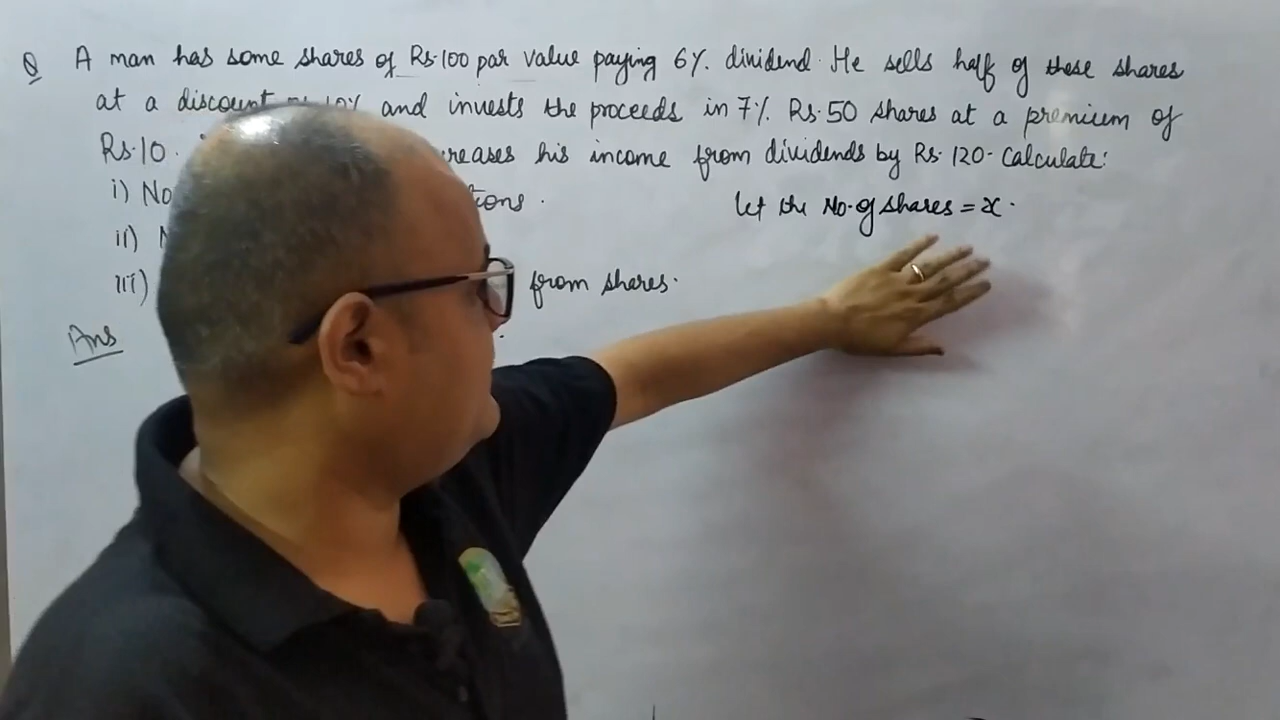 Q A man has some shares of Rs.100 par value paying 6%. dividend. He sells half of these shares
at a discount 10% and invests the proceeds in 7%. Rs.50 shares at a premium of
Rs.10. his income from dividends by Rs. 120. Calculate:
i) No .
ii)
iii) from shares.
let the No. of shares = x.
Ans